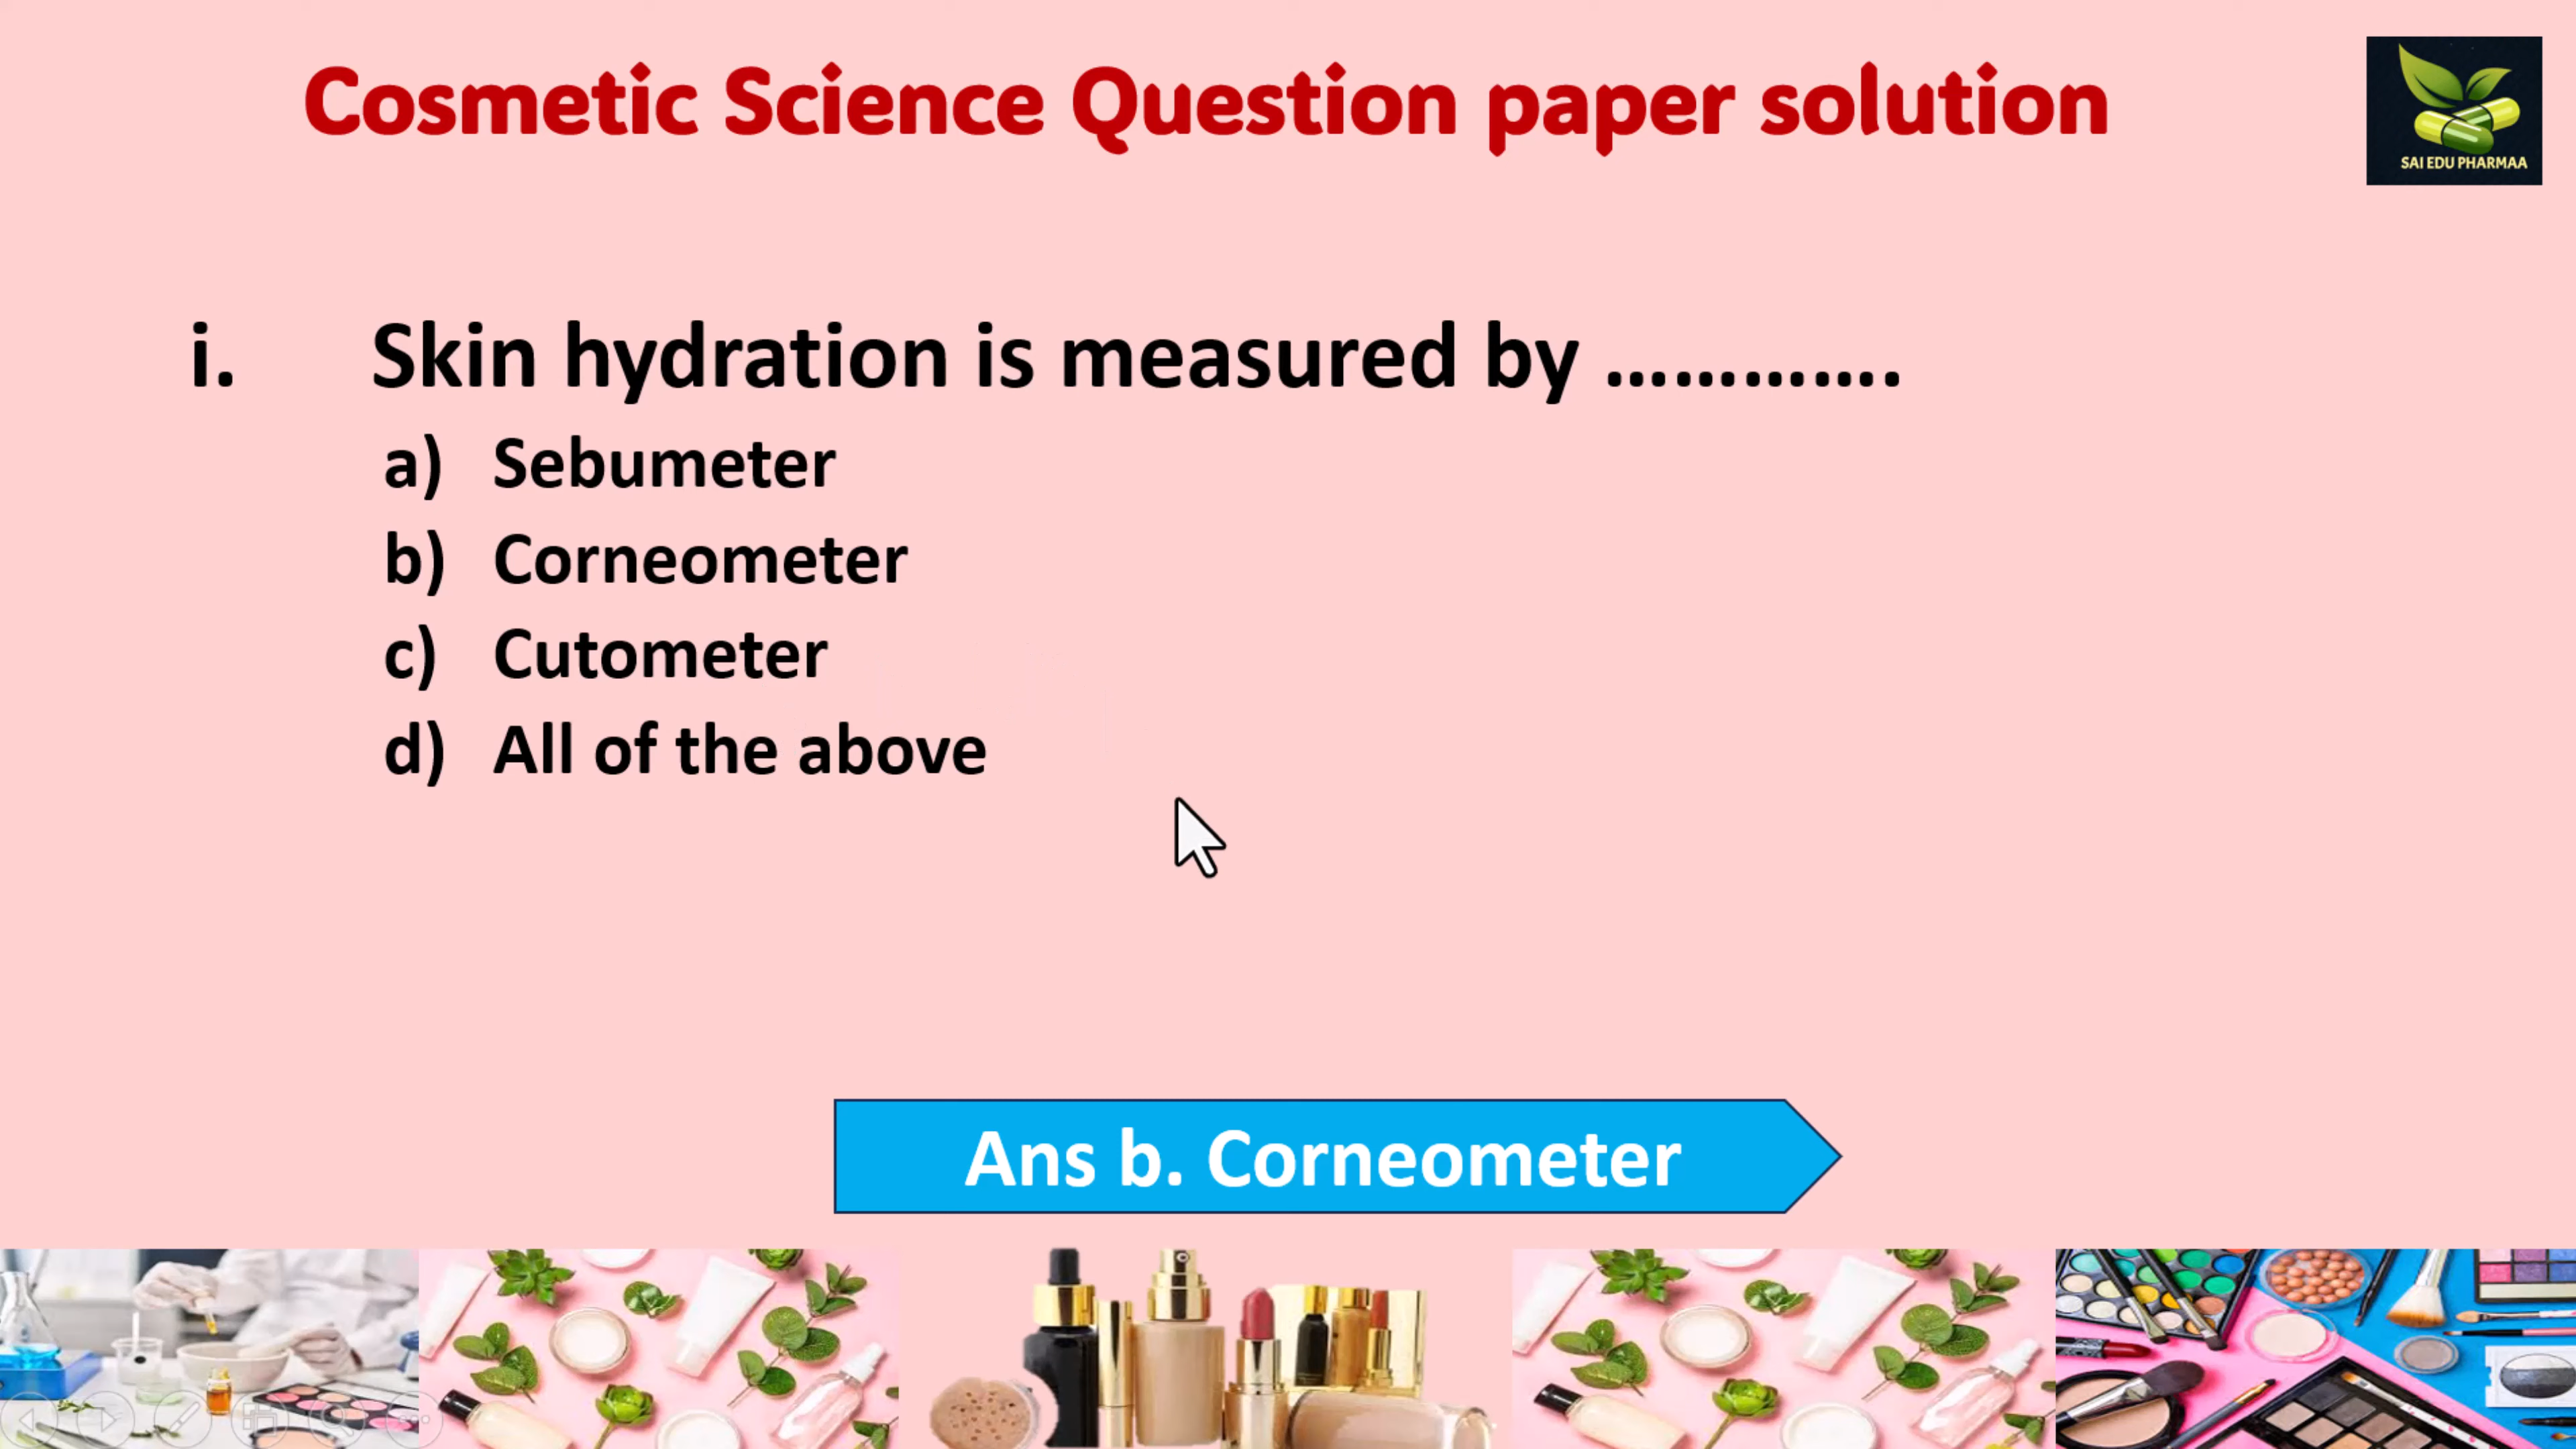 Cosmetic Science Question paper solution
SAI EDU PHARMAA
i. Skin hydration is measured by ………….
a) Sebumeter
b) Corneometer
c) Cutometer
d) All of the above
Ans b. Corneometer